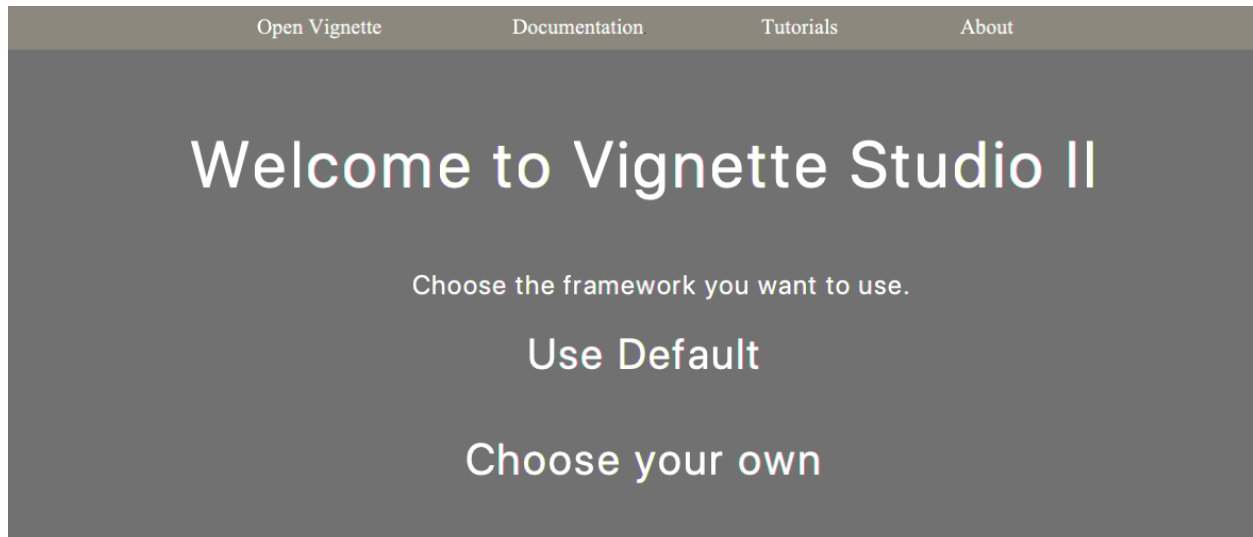 Open Vignette Documentation Tutorials About
Welcome to Vignette Studio II
Choose the framework you want to use.
Use Default
Choose your own